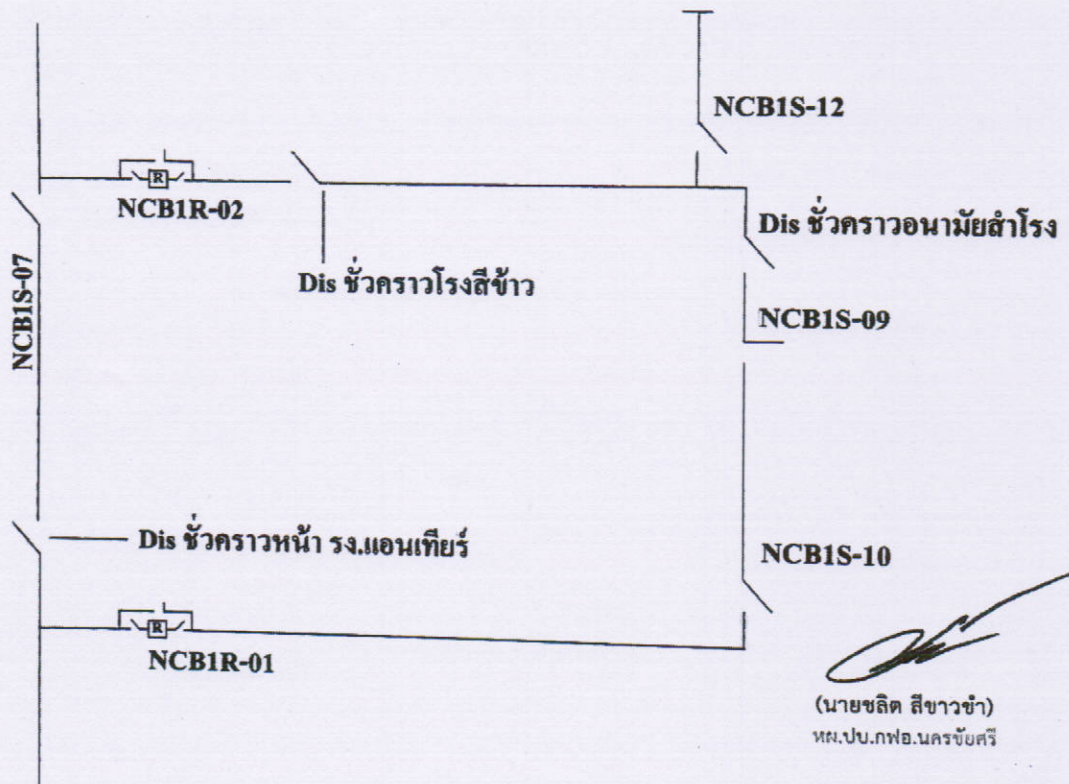 NCB1S-12
R
NCB1R-02
Dis ชั่วคราวอนามัยสำโรง
Dis ชั่วคราวโรงสีข้าว
NCB1S-07
NCB1S-09
Dis ชั่วคราวหน้า รง.แอนเทียร์
NCB1S-10
R
NCB1R-01
(นายชลิต สีขาวขำ)
หผ.ปบ.กฟอ.นครชัยศรี